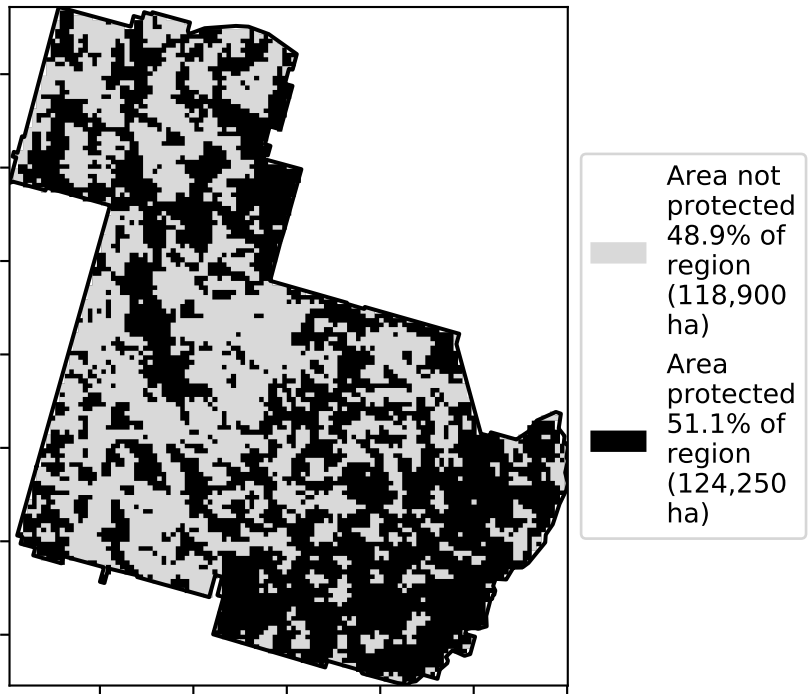 Area not
protected
48.9% of
region
(118,900
ha)
Area
protected
51.1% of
region
(124,250
ha)